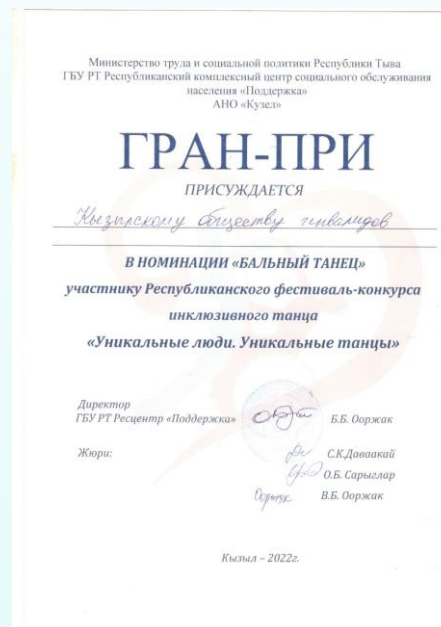 Министерство труда и социальной политики Республики Тыва
ГБУ РТ Республиканский комплексный центр социального обслуживания
населения «Поддержка»
АНО «Кузел»
ГРАН-ПРИ
ПРИСУЖДАЕТСЯ
Кызылскому обществу инвалидов
В НОМИНАЦИИ «БАЛЬНЫЙ ТАНЕЦ»
участнику Республиканского фестиваль-конкурса
инклюзивного танца
«Уникальные люди. Уникальные танцы»
Директор
ГБУ РТ Ресцентр «Поддержка» Б.Б. Ооржак
Жюри: С.К.Даваакай
О.Б. Сарыглар
Ооржак В.Б. Ооржак
Кызыл – 2022г.